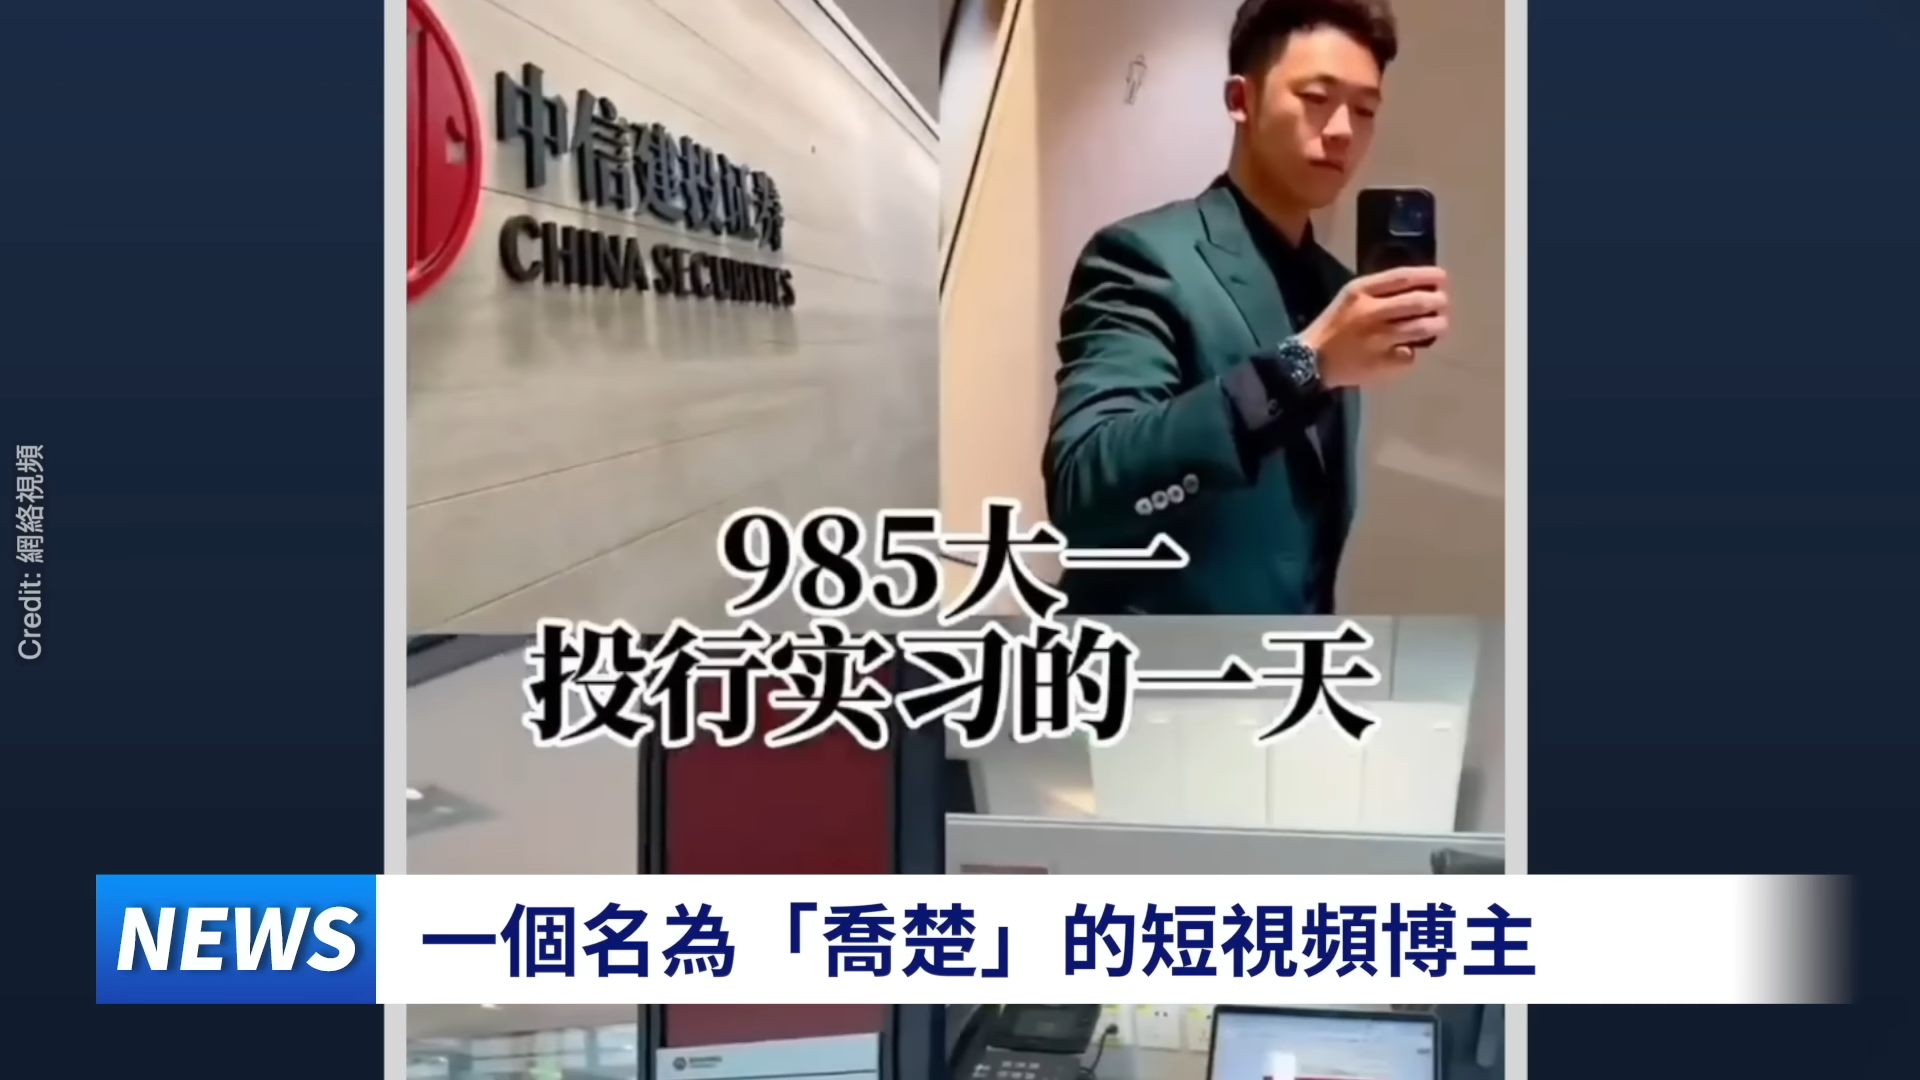 中信建投证券
CHINA SECURITIES
985大一
投行实习的一天
Credit: 網絡視頻
NEWS
一個名為「喬楚」的短視頻博主